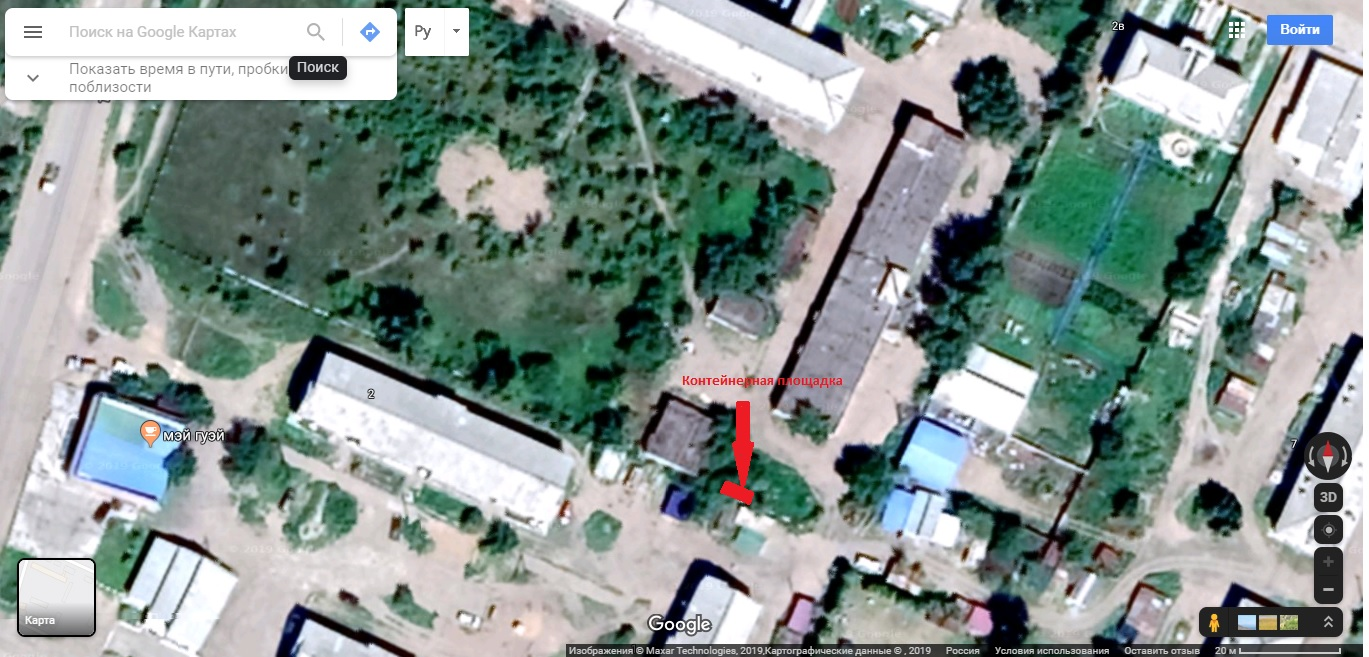 Поиск на Google Картах
Ру
2в
Войти
Показать время в пути, пробки
поблизости
Поиск
Контейнерная площадка
2
мэй гуэй
7
3D
Карта
Google
Изображения © Maxar Technologies, 2019,Картографические данные © , 2019 Россия Условия использования Оставить отзыв 20 м